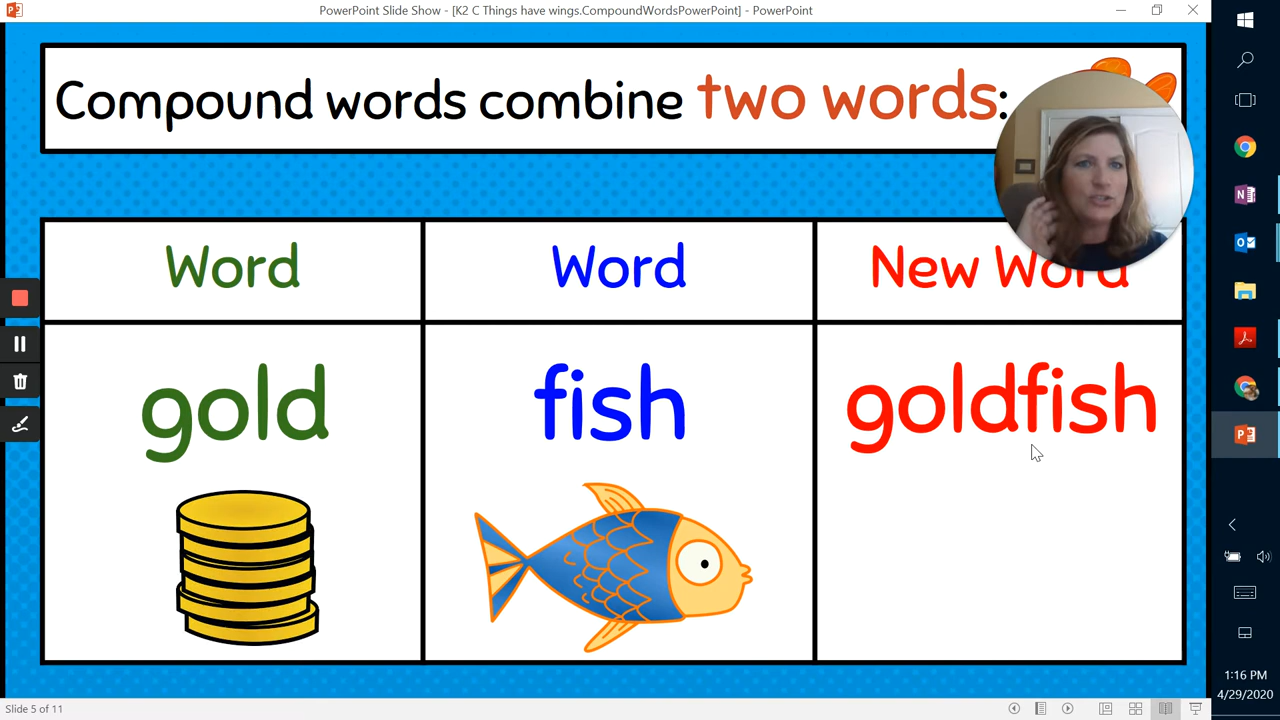 PowerPoint Slide Show - [K2 C Things have wings.CompoundWordsPowerPoint] - PowerPoint
Compound words combine two words:
Word
Word
New Word
gold
fish
goldfish
Slide 5 of 11
1:16 PM
4/29/2020